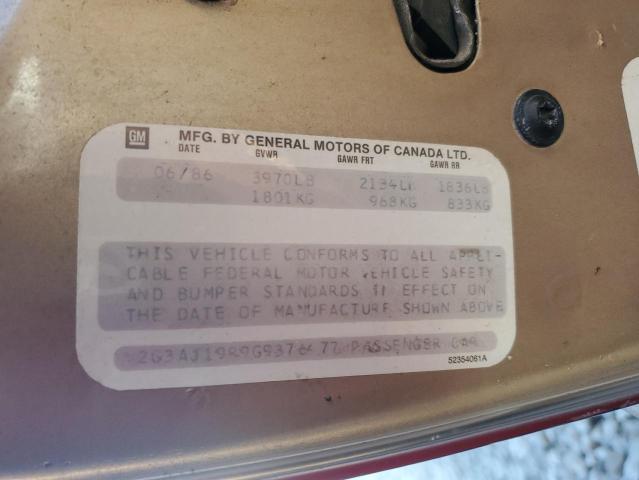 GM MFG. BY GENERAL MOTORS OF CANADA LTD.
DATE GVWR GAWR FRT GAWR RR
06/86 3970LB 2134LB 1836LB
1801KG 968KG 833KG
THIS VEHICLE CONFORMS TO ALL APPLI-
CABLE FEDERAL MOTOR VEHICLE SAFETY
AND BUMPER STANDARDS IN EFFECT ON
THE DATE OF MANUFACTURE SHOWN ABOVE
PASSENGER CAR
52354061A